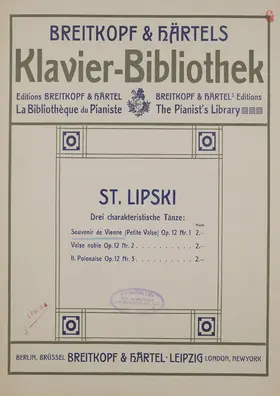 BREITKOPF & HÄRTELS
Klavier-Bibliothek
Editions BREITKOPF & HÄRTEL
La Bibliothèque du Pianiste
BREITKOPF & HÄRTEL'S Editions
The Pianist's Library
ST. LIPSKI
Drei charakteristische Tänze:
Mark
Souvenir de Vienne (Petite Valse) Op. 12 Nr. 1 2.-
Valse noble Op. 12 Nr. 2 . . . . . . . . . . . . 2.-
II. Polonaise Op. 12 Nr. 3 . . . . . . . . . . . . 2.-
BERLIN, BRÜSSEL BREITKOPF & HÄRTEL·LEIPZIG LONDON, NEWYORK